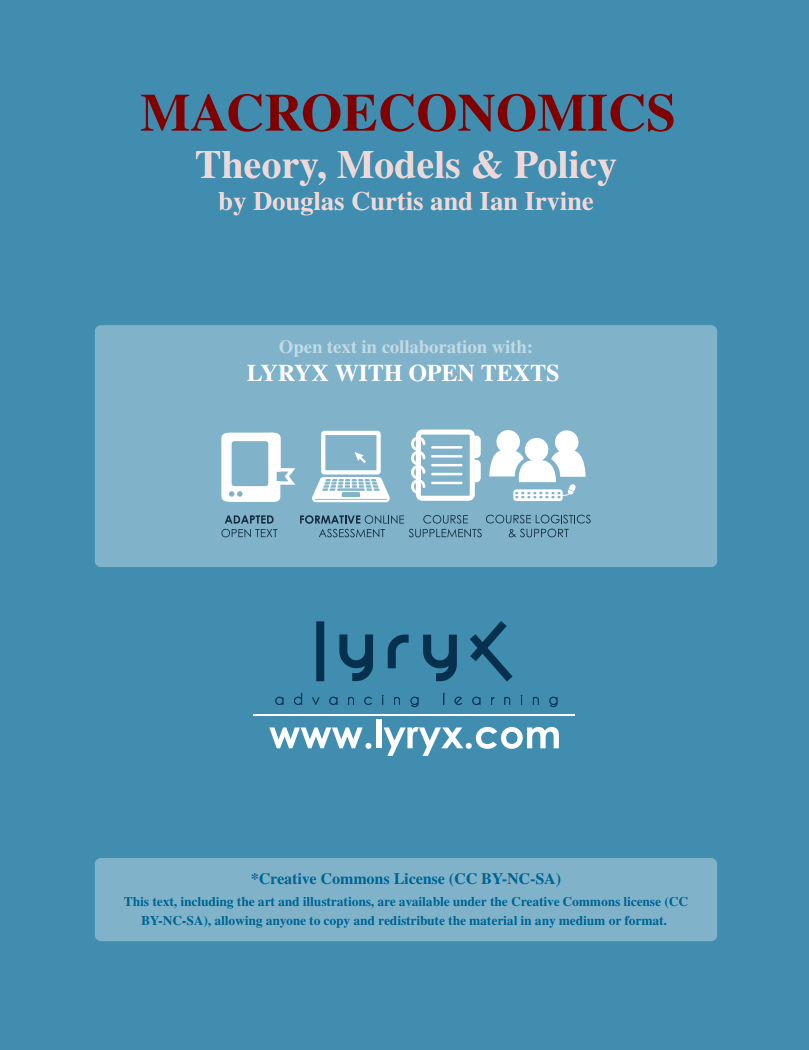 MACROECONOMICS
Theory, Models & Policy
by Douglas Curtis and Ian Irvine
Open text in collaboration with:
LYRYX WITH OPEN TEXTS
ADAPTED
OPEN TEXT
FORMATIVE ONLINE
ASSESSMENT
COURSE
SUPPLEMENTS
COURSE LOGISTICS
& SUPPORT
lyryx
advancing learning
www.lyryx.com
*Creative Commons License (CC BY-NC-SA)
This text, including the art and illustrations, are available under the Creative Commons license (CC
BY-NC-SA), allowing anyone to copy and redistribute the material in any medium or format.